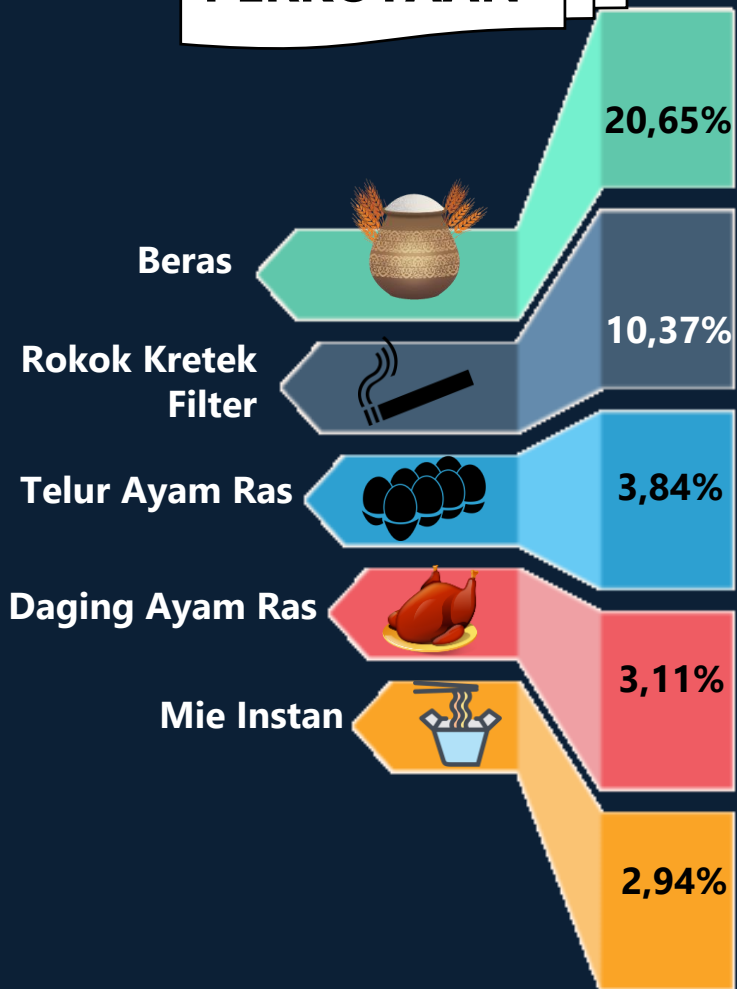 Beras
20,65%
Rokok Kretek
Filter
10,37%
Telur Ayam Ras
3,84%
Daging Ayam Ras
3,11%
Mie Instan
2,94%